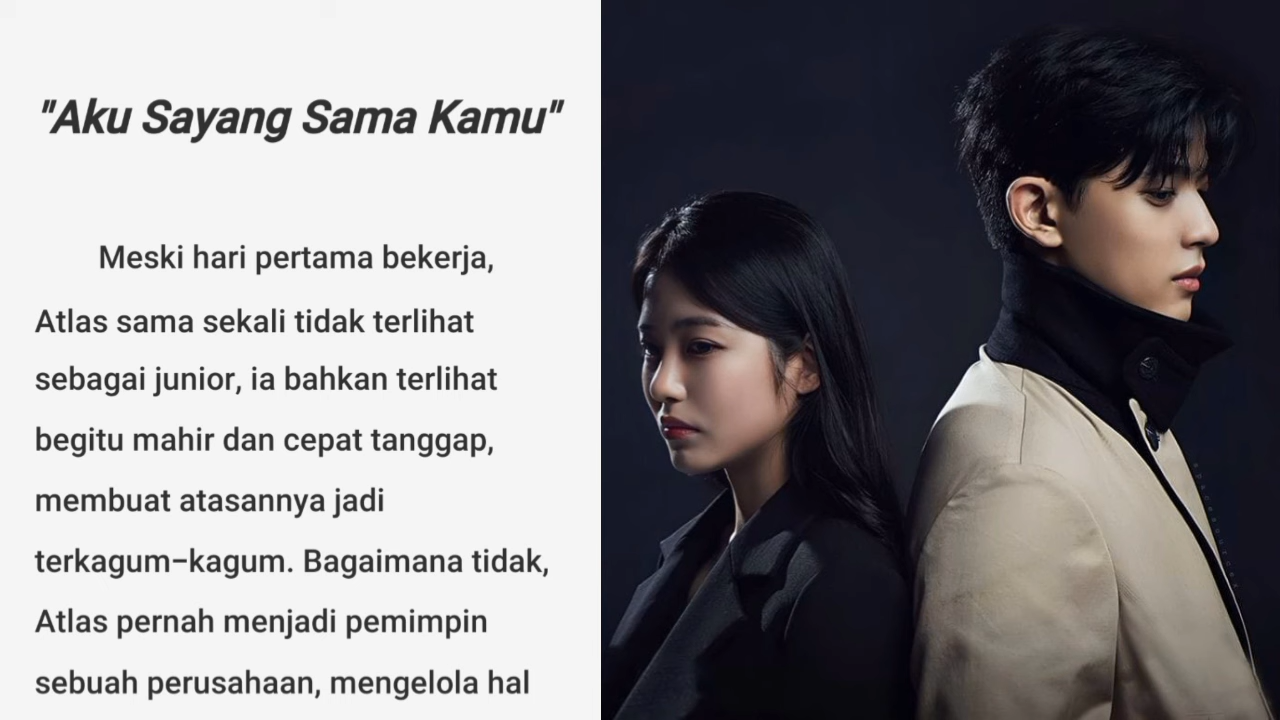 "Aku Sayang Sama Kamu"
Meski hari pertama bekerja,
Atlas sama sekali tidak terlihat
sebagai junior, ia bahkan terlihat
begitu mahir dan cepat tanggap,
membuat atasannya jadi
terkagum-kagum. Bagaimana tidak,
Atlas pernah menjadi pemimpin
sebuah perusahaan, mengelola hal